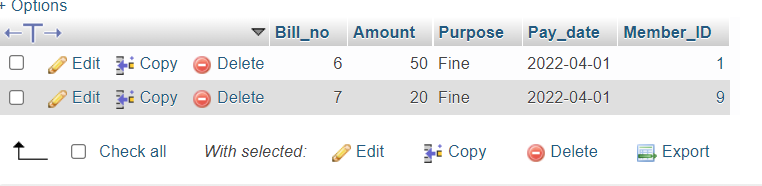 + Options
←T→ Bill_no Amount Purpose Pay_date Member_ID
Edit Copy Delete 6 50 Fine 2022-04-01 1
Edit Copy Delete 7 20 Fine 2022-04-01 9
Check all With selected: Edit Copy Delete Export